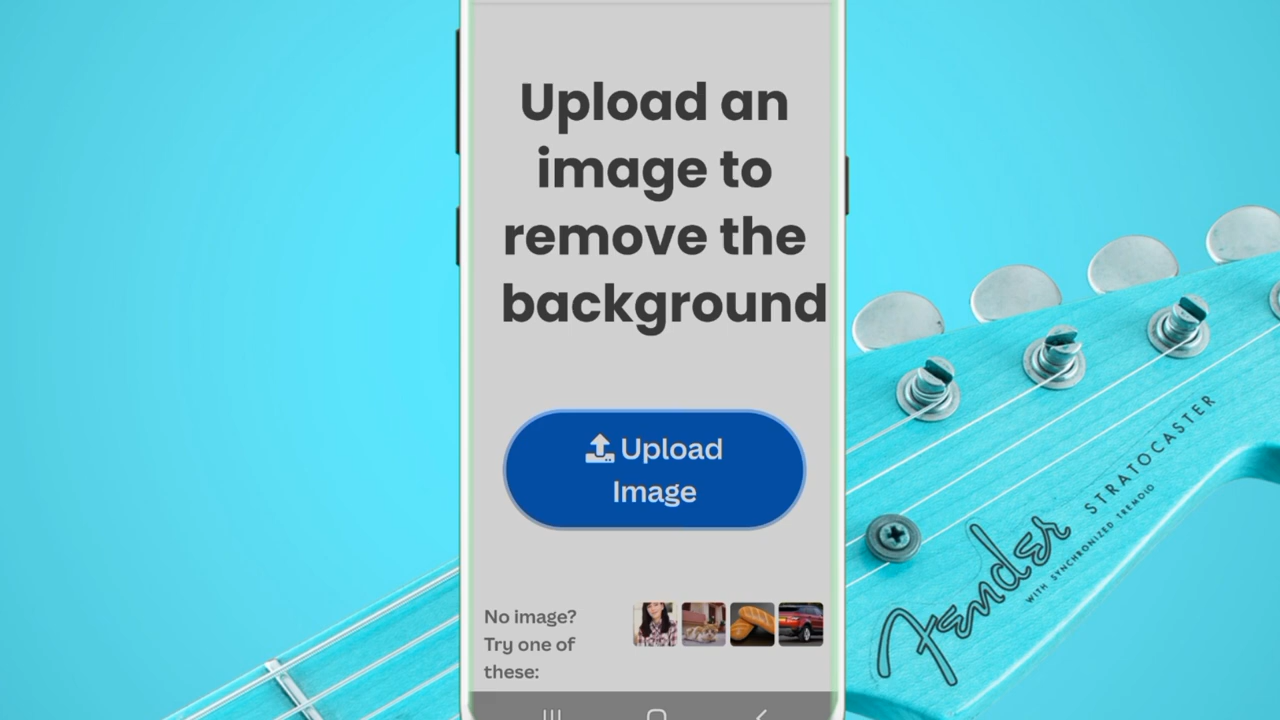 Upload an
image to
remove the
background
Upload
Image
No image?
Try one of
these:
Fender
STRATOCASTER
WITH SYNCHRONIZED TREMOLO